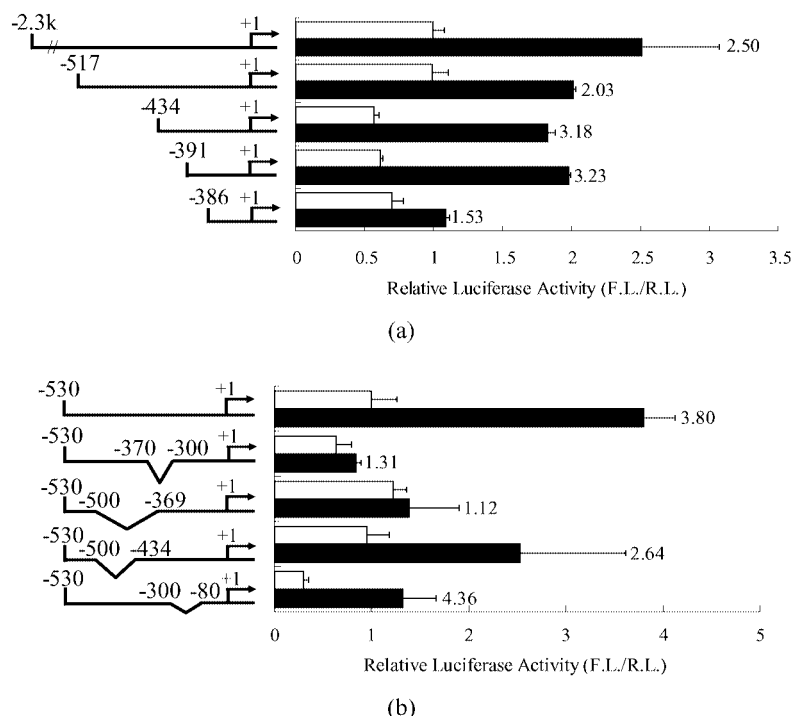 -2.3k +1 2.50
-517 +1 2.03
-434 +1 3.18
-391 +1 3.23
-386 +1 1.53
0 0.5 1 1.5 2 2.5 3 3.5
Relative Luciferase Activity (F.L./R.L.)
(a)
-530 +1 3.80
-530 -370 -300 +1 1.31
-530 -500 -369 +1 1.12
-530 -500 -434 +1 2.64
-530 -300 -80 +1 4.36
0 1 2 3 4 5
Relative Luciferase Activity (F.L./R.L.)
(b)